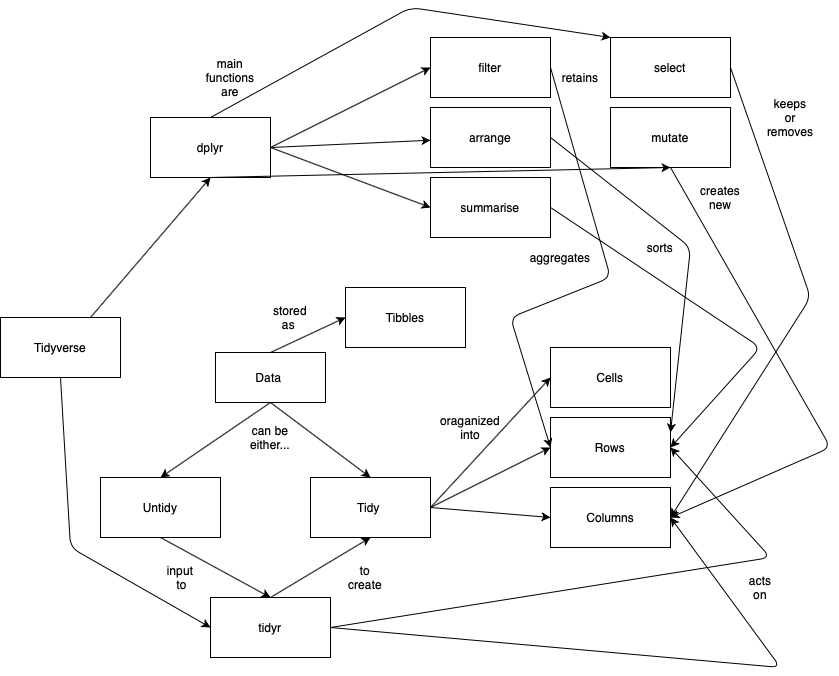 main
functions
are
filter
retains
select
keeps
or
removes
dplyr
arrange
mutate
creates
new
summarise
aggregates
sorts
stored
as
Tibbles
Tidyverse
Data
Cells
can be
either...
oraganized
into
Rows
Untidy
Tidy
Columns
input
to
to
create
acts
on
tidyr